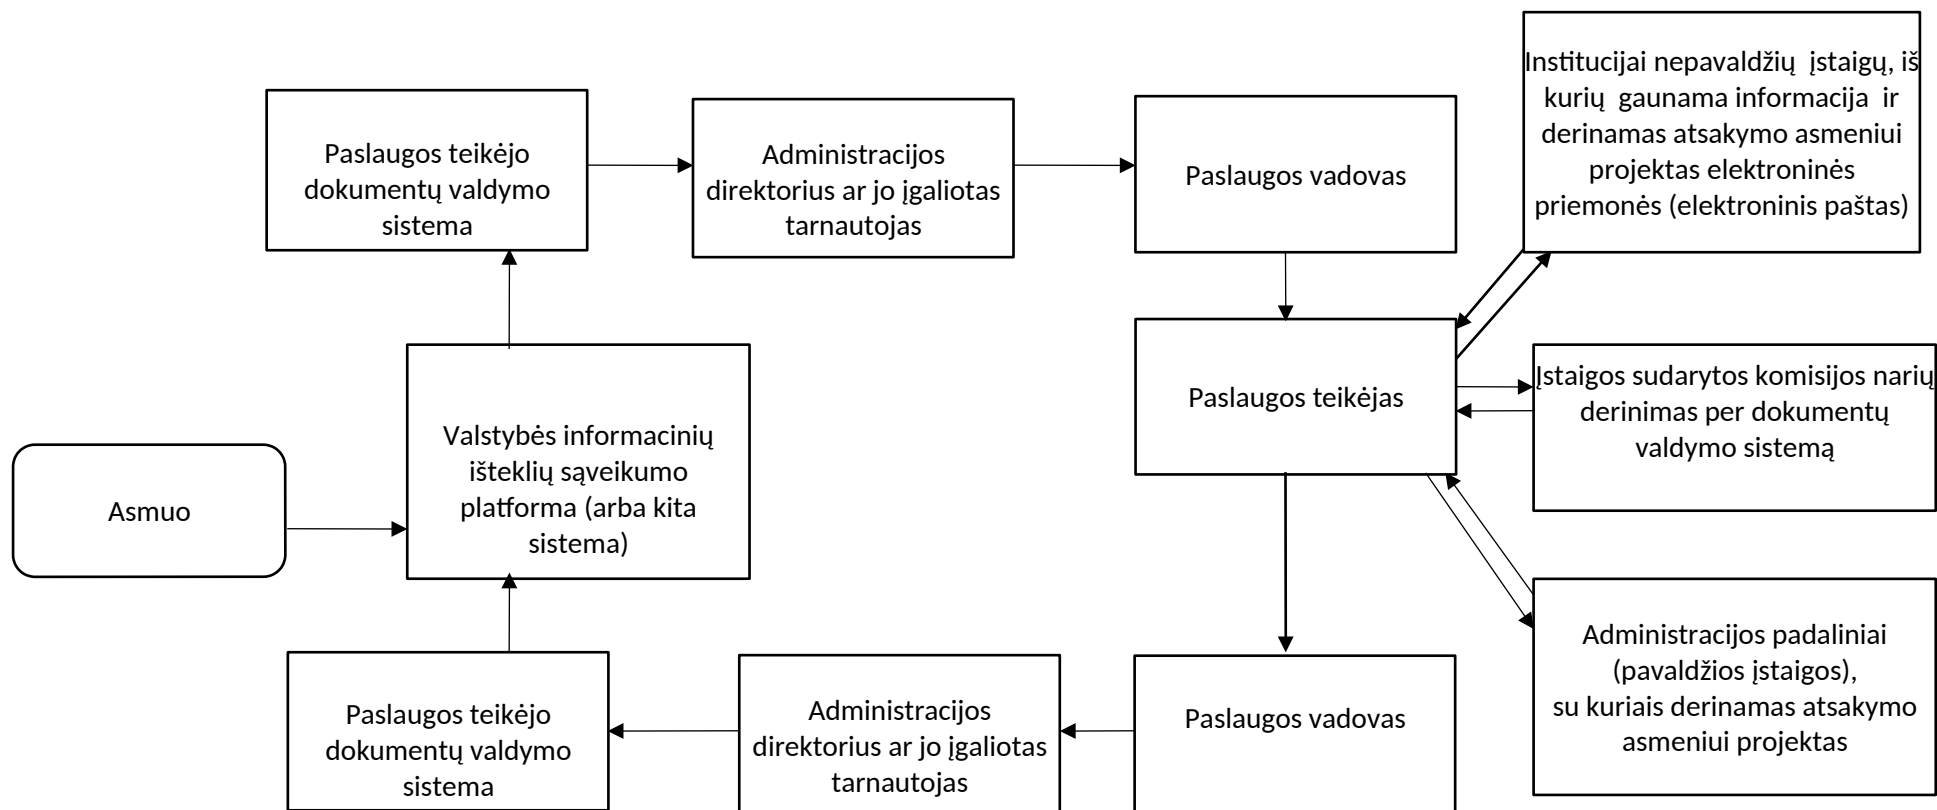 Institucijai nepavaldžių  įstaigų, iš
kurių  gaunama informacija  ir
derinamas atsakymo asmeniui
projektas elektroninės
priemonės (elektroninis paštas)
Paslaugos teikėjo
dokumentų valdymo
sistema
Administracijos
direktorius ar jo įgaliotas
tarnautojas
Paslaugos vadovas
Paslaugos teikėjas
Įstaigos sudarytos komisijos narių
derinimas per dokumentų
valdymo sistemą
Valstybės informacinių
išteklių sąveikumo
platforma (arba kita
sistema)
Asmuo
Administracijos padaliniai
(pavaldžios įstaigos),
su kuriais derinamas atsakymo
asmeniui projektas
Paslaugos teikėjo
dokumentų valdymo
sistema
Administracijos
direktorius ar jo įgaliotas
tarnautojas
Paslaugos vadovas